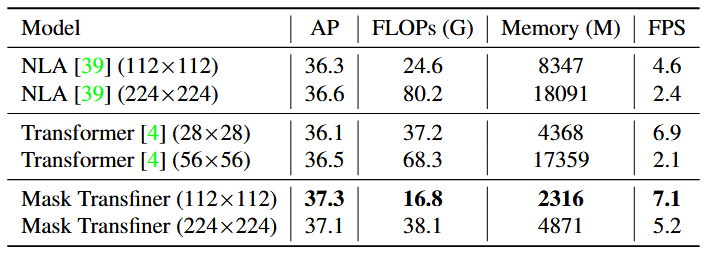 Model AP FLOPs (G) Memory (M) FPS
NLA [39] (112×112) 36.3 24.6 8347 4.6
NLA [39] (224×224) 36.6 80.2 18091 2.4
Transformer [4] (28×28) 36.1 37.2 4368 6.9
Transformer [4] (56×56) 36.5 68.3 17359 2.1
Mask Transfiner (112×112) 37.3 16.8 2316 7.1
Mask Transfiner (224×224) 37.1 38.1 4871 5.2